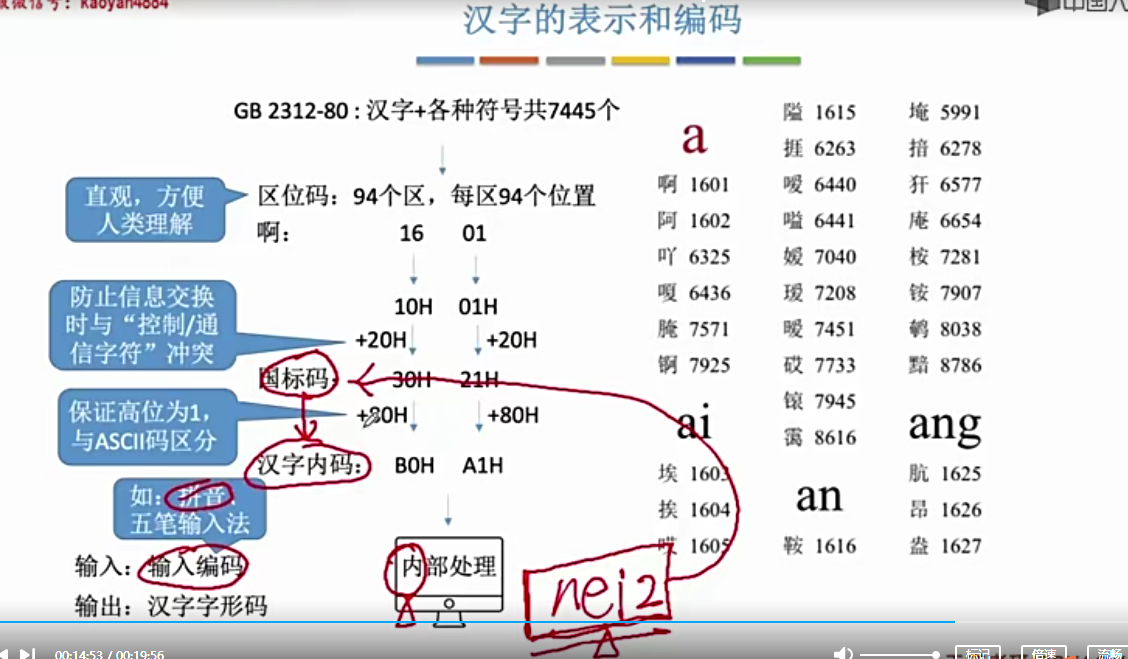 微信号：kaoyan4884
汉字的表示和编码
GB 2312-80 : 汉字+各种符号共7445个
直观，方便
人类理解
区位码：94个区，每区94个位置
啊： 16 01
10H 01H
防止信息交换
时与“控制/通
信字符”冲突
+20H +20H
国标码： 30H 21H
保证高位为1，
与ASCII码区分
+80H +80H
汉字内码： B0H A1H
如：拼音、
五笔输入法
输入：输入编码
输出：汉字字形码
内部处理
nei2
a
啊 1601
阿 1602
吖 6325
嗄 6436
腌 7571
锕 7925
ai
埃 1603
挨 1604
哎 1605
隘 1615
捱 6263
嗳 6440
嗌 6441
嫒 7040
瑷 7208
暧 7451
砹 7733
锿 7945
霭 8616
an
鞍 1616
埯 5991
揞 6278
犴 6577
庵 6654
桉 7281
铵 7907
鹌 8038
黯 8786
ang
肮 1625
昂 1626
盎 1627
00:14:53 / 00:19:56
标记
倍速
流畅